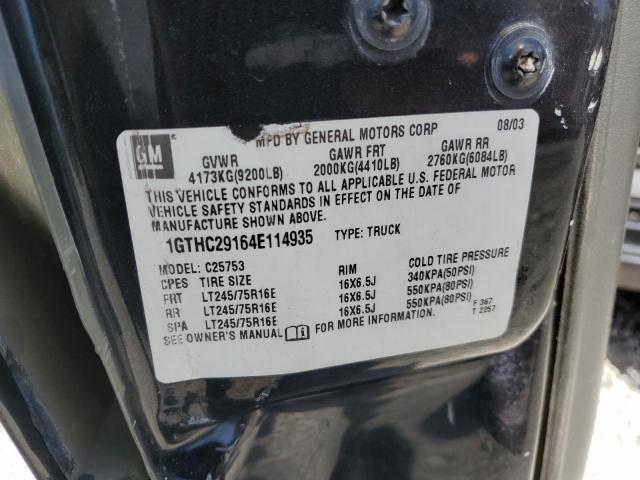 GM
MFD BY GENERAL MOTORS CORP 08/03
GVWR GAWR FRT GAWR RR
4173KG(9200LB) 2000KG(4410LB) 2760KG(6084LB)
THIS VEHICLE CONFORMS TO ALL APPLICABLE U.S. FEDERAL MOTOR
VEHICLE SAFETY STANDARDS IN EFFECT ON THE DATE OF
MANUFACTURE SHOWN ABOVE.
1GTHC29164E114935 TYPE: TRUCK
MODEL: C25753
CPES TIRE SIZE RIM COLD TIRE PRESSURE
FRT LT245/75R16E 16X6.5J 340KPA(50PSI)
RR LT245/75R16E 16X6.5J 550KPA(80PSI)
SPA LT245/75R16E 16X6.5J 550KPA(80PSI) F 367
SEE OWNER'S MANUAL FOR MORE INFORMATION. T 2257